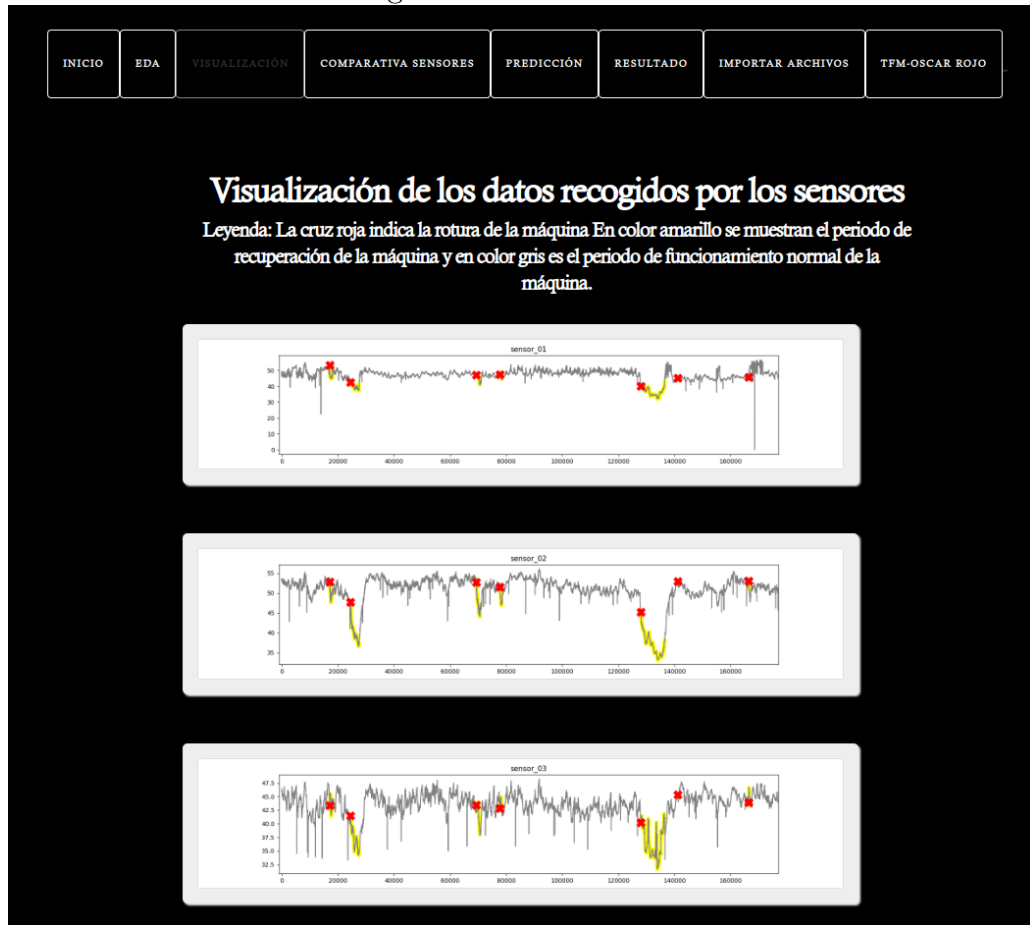 INICIO
EDA
VISUALIZACIÓN
COMPARATIVA SENSORES
PREDICCIÓN
RESULTADO
IMPORTAR ARCHIVOS
TFM-OSCAR ROJO
Visualización de los datos recogidos por los sensores
Leyenda: La cruz roja indica la rotura de la máquina En color amarillo se muestran el periodo de
recuperación de la máquina y en color gris es el periodo de funcionamiento normal de la
máquina.
sensor_01
50
40
30
20
10
0
0 20000 40000 60000 80000 100000 120000 140000 160000
sensor_02
55
50
45
40
35
0 20000 40000 60000 80000 100000 120000 140000 160000
sensor_03
47.5
45.0
42.5
40.0
37.5
35.0
32.5
0 20000 40000 60000 80000 100000 120000 140000 160000